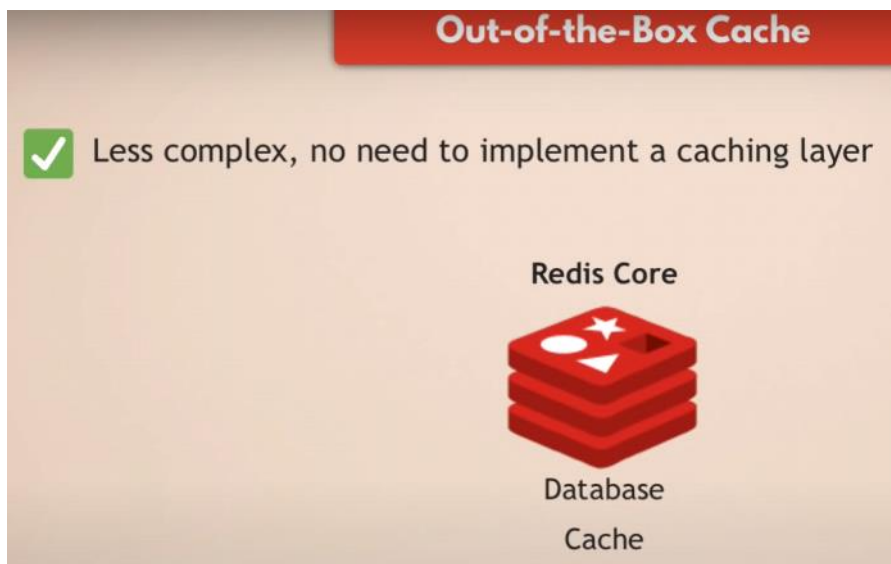 Out-of-the-Box Cache
Less complex, no need to implement a caching layer
Redis Core
Database
Cache